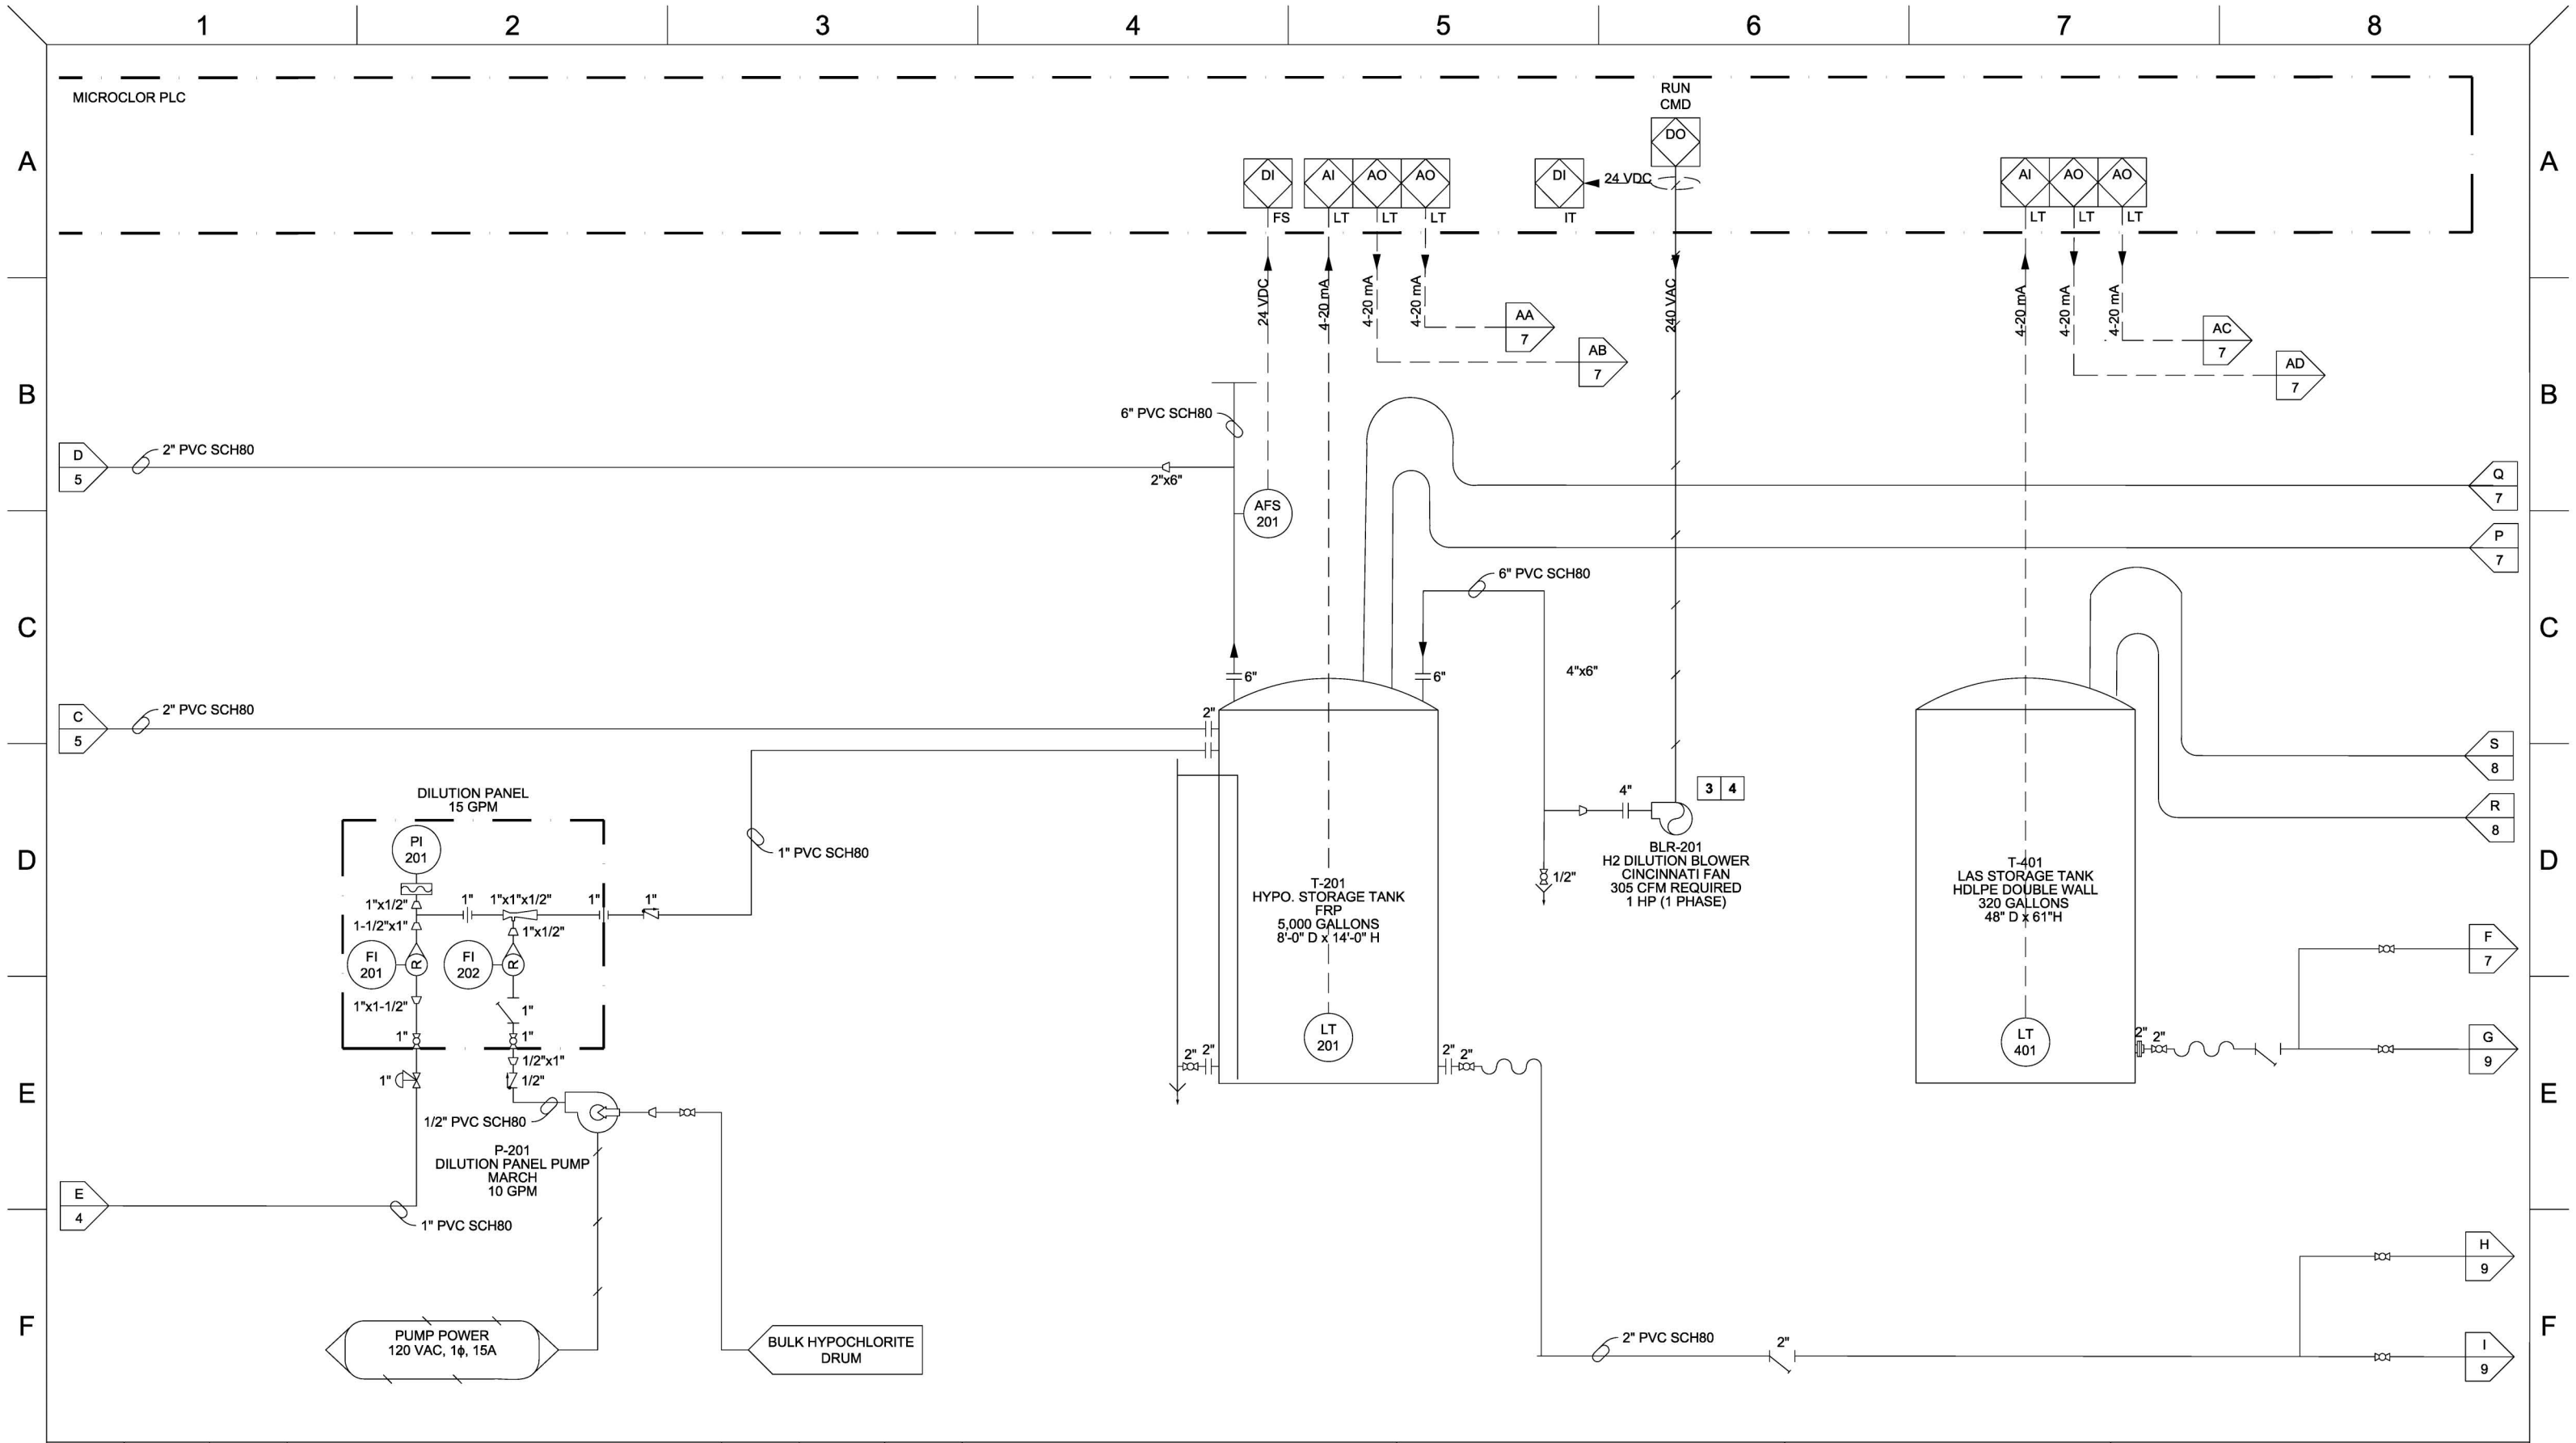 1 2 3 4 5 6 7 8
MICROCLOR PLC
RUN
CMD
DO
A A
DI AI AO AO DI 24 VDC AI AO AO
FS LT LT LT IT LT LT LT
24 VDC 4-20 mA 4-20 mA 4-20 mA 240 VAC 4-20 mA 4-20 mA 4-20 mA
AA
7
AB
7
AC
7
AD
7
B B
6" PVC SCH80
D
5
2" PVC SCH80
2"x6"
Q
7
AFS
201
P
7
6" PVC SCH80
C C
6" 6" 4"x6"
C
5
2" PVC SCH80
2"
S
8
R
8
DILUTION PANEL
15 GPM
PI
201
1" PVC SCH80
4"
3 4
D D
BLR-201
H2 DILUTION BLOWER
CINCINNATI FAN
305 CFM REQUIRED
1 HP (1 PHASE)
1/2"
T-201
HYPO. STORAGE TANK
FRP
5,000 GALLONS
8'-0" D x 14'-0" H
T-401
LAS STORAGE TANK
HDLPE DOUBLE WALL
320 GALLONS
48" D x 61"H
1"x1/2" 1" 1"x1"x1/2" 1" 1"
1-1/2"x1" 1"x1/2"
FI
201
R
FI
202
R
F
7
1"x1-1/2" 1"
1" 1"
LT
201
LT
401
2" 2"
G
9
1/2"x1"
1" 1/2"
2" 2" 2" 2"
E E
1/2" PVC SCH80
P-201
DILUTION PANEL PUMP
MARCH
10 GPM
E
4
1" PVC SCH80
H
9
F F
PUMP POWER
120 VAC, 1ϕ, 15A
BULK HYPOCHLORITE
DRUM
2" PVC SCH80
2"
I
9